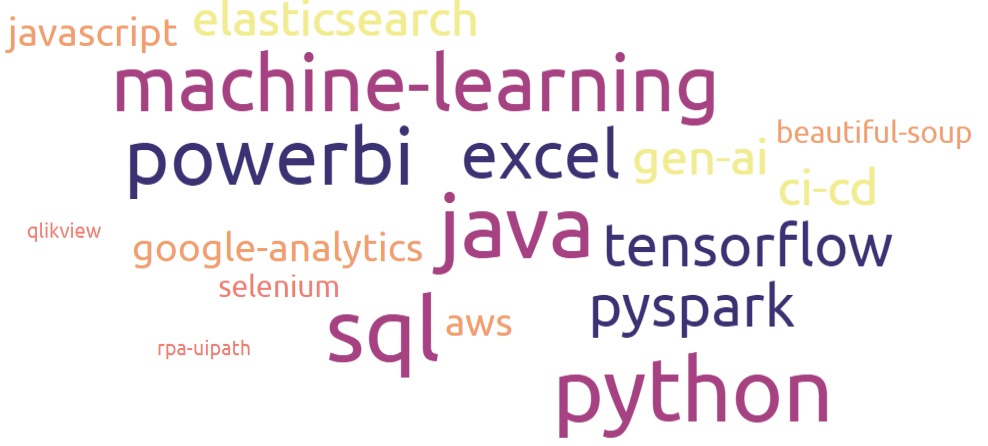 javascript
elasticsearch
machine-learning
powerbi
excel
gen-ai
beautiful-soup
ci-cd
qlikview
google-analytics
java
tensorflow
selenium
sql
aws
pyspark
rpa-uipath
python